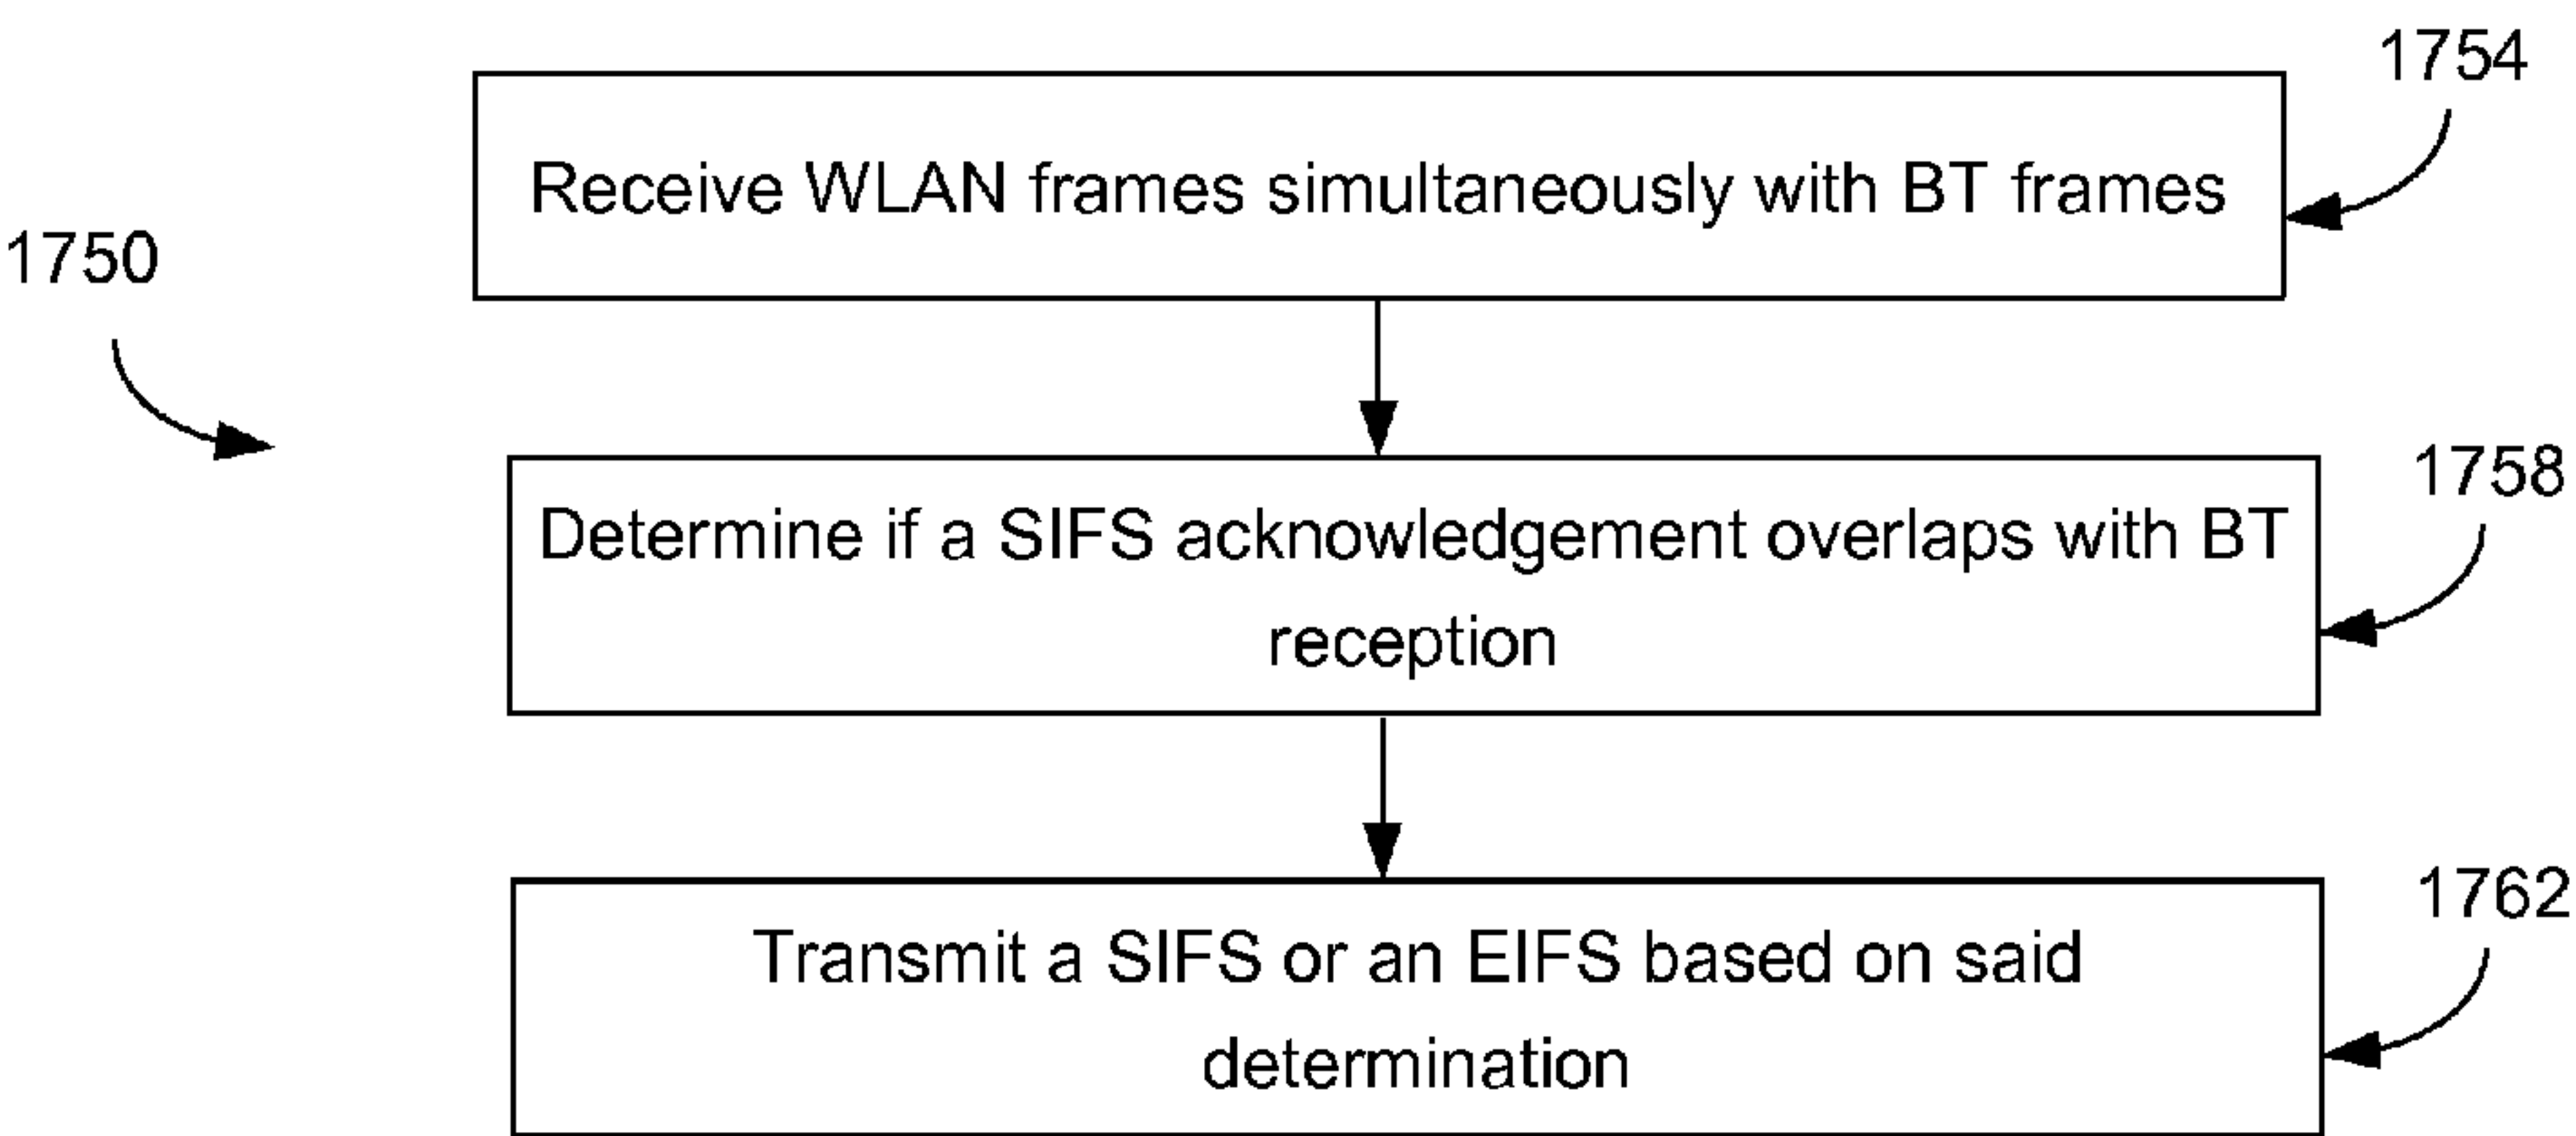 1754
Receive WLAN frames simultaneously with BT frames
1750
1758
Determine if a SIFS acknowledgement overlaps with BT
reception
1762
Transmit a SIFS or an EIFS based on said
determination